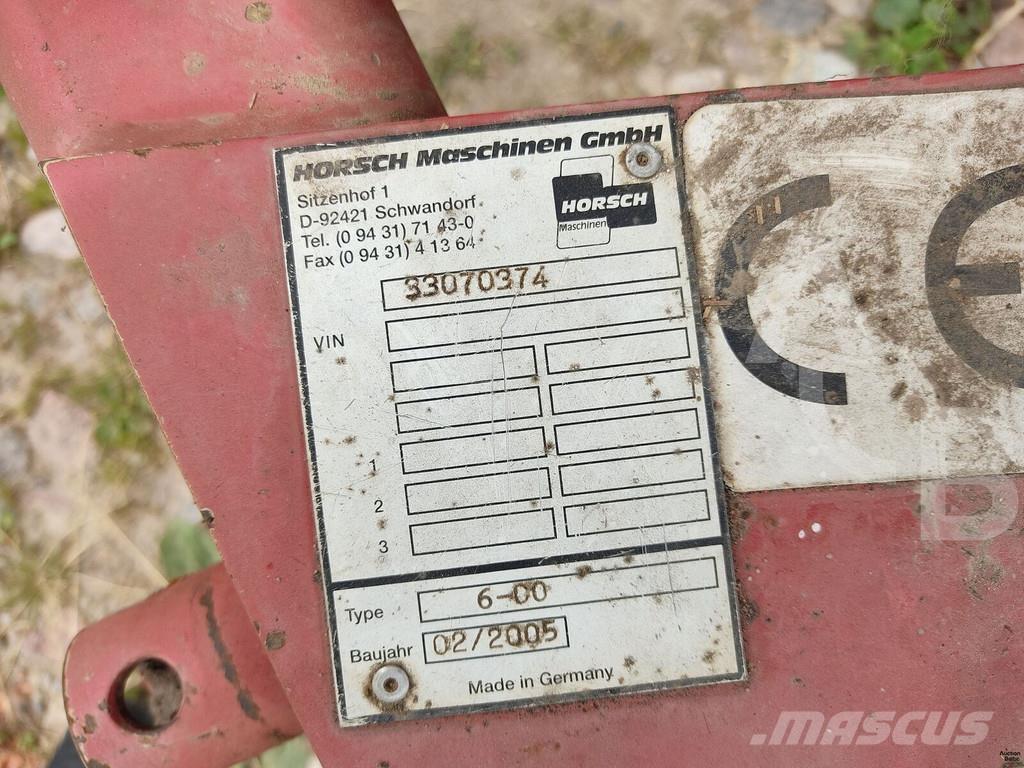 HORSCH Maschinen GmbH
Sitzenhof 1
D-92421 Schwandorf
Tel. (0 94 31) 71 43-0
Fax (0 94 31) 4 13 64
HORSCH
Maschinen
33070374
VIN
1
2
3
Type 6-00
Baujahr 02/2005
Made in Germany
CE
MASCUS